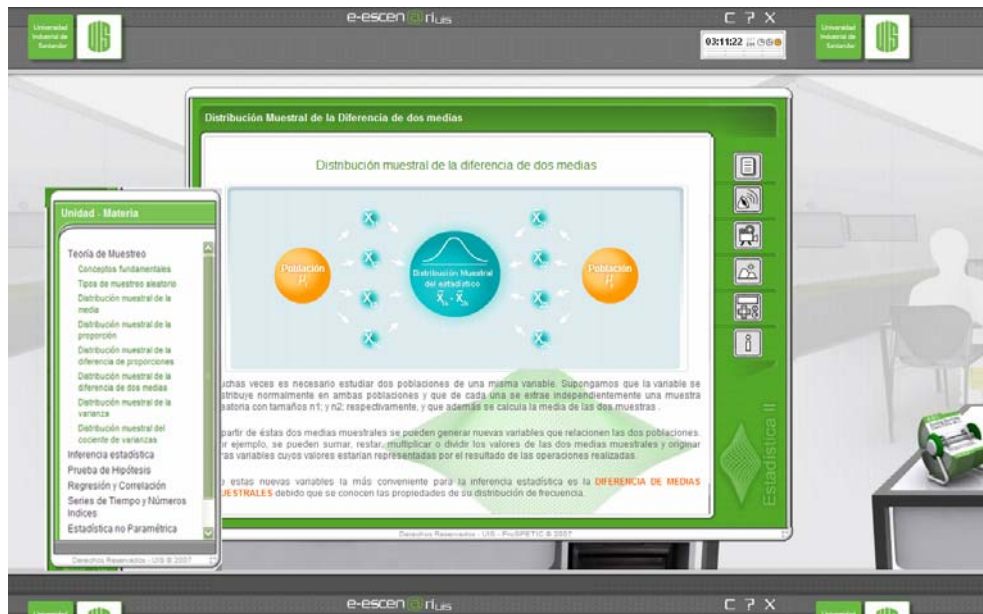 Universidad
Industrial de
Santander
UIS
e-escen@ri UIS
C ? X
03:11:22
Universidad
Industrial de
Santander
UIS
Distribución Muestral de la Diferencia de dos medias
Distribución muestral de la diferencia de dos medias
Población
Distribución Muestral
del estadístico
Población
Unidad - Materia
Teoría de Muestreo
Conceptos fundamentales
Tipos de muestreo aleatorio
Distribución muestral de la
media
Distribución muestral de la
proporción
Distribución muestral de la
diferencia de proporciones
Distribución muestral de la
diferencia de dos medias
Distribución muestral de la
varianza
Distribución muestral del
cociente de varianzas
Inferencia estadística
Prueba de Hipótesis
Regresión y Correlación
Series de Tiempo y Números
Indices
Estadística no Paramétrica
Derechos Reservados - UIS © 2007
uchas veces es necesario estudiar dos poblaciones de una misma variable. Supongamos que la variable se
stribuye normalmente en ambas poblaciones y que de cada una se extrae independientemente una muestra
eatoria con tamaños n1; y n2; respectivamente, y que además se calcula la media de las dos muestras .
partir de éstas dos medias muestrales se pueden generar nuevas variables que relacionen las dos poblaciones.
r ejemplo, se pueden sumar, restar, multiplicar o dividir los valores de las dos medias muestrales y originar
ras variables cuyos valores estarían representadas por el resultado de las operaciones realizadas.
e estas nuevas variables la más conveniente para la inferencia estadística es la DIFERENCIA DE MEDIAS
UESTRALES debido que se conocen las propiedades de su distribución de frecuencia.
Estadística II
Derechos Reservados - UIS - ProSPETIC © 2007
e-escen@ri UIS
C ? X